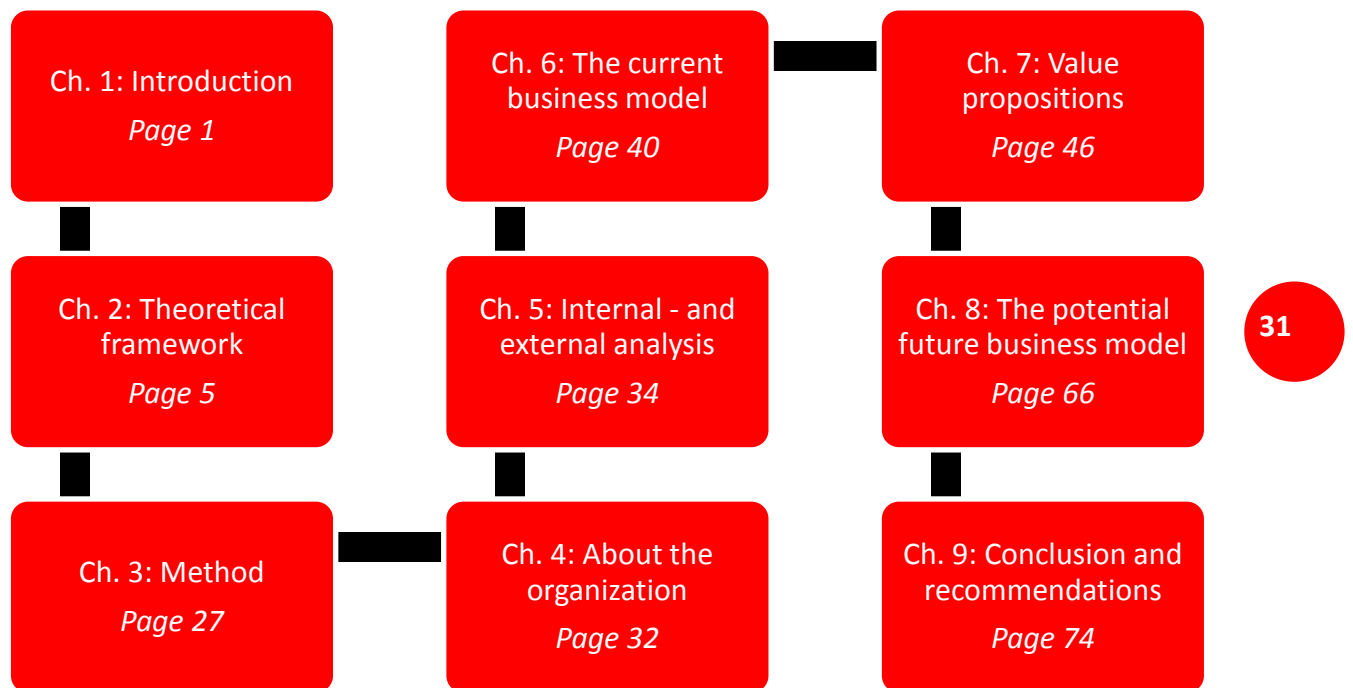 Ch. 1: Introduction
Page 1
Ch. 2: Theoretical
framework
Page 5
Ch. 3: Method
Page 27
Ch. 4: About the
organization
Page 32
Ch. 5: Internal - and
external analysis
Page 34
Ch. 6: The current
business model
Page 40
Ch. 7: Value
propositions
Page 46
Ch. 8: The potential
future business model
Page 66
Ch. 9: Conclusion and
recommendations
Page 74
31